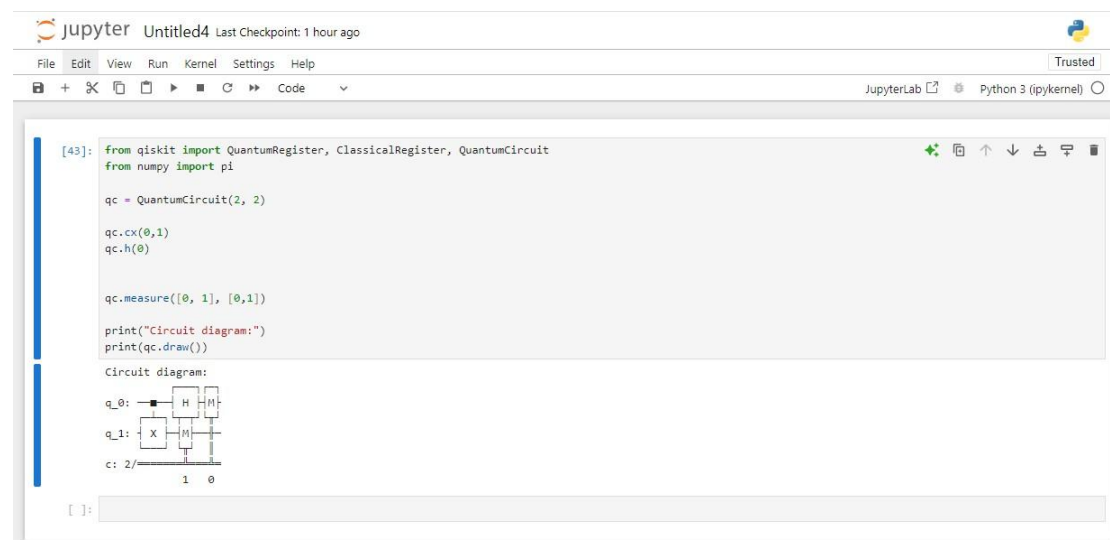 jupyter Untitled4 Last Checkpoint: 1 hour ago
File Edit View Run Kernel Settings Help Trusted
Code JupyterLab Python 3 (ipykernel)
[43]: from qiskit import QuantumRegister, ClassicalRegister, QuantumCircuit
from numpy import pi
qc = QuantumCircuit(2, 2)
qc.cx(0,1)
qc.h(0)
qc.measure([0, 1], [0,1])
print("Circuit diagram:")
print(qc.draw())
Circuit diagram:
q_0: H M
q_1: X M
c: 2/
1 0
[ ]: